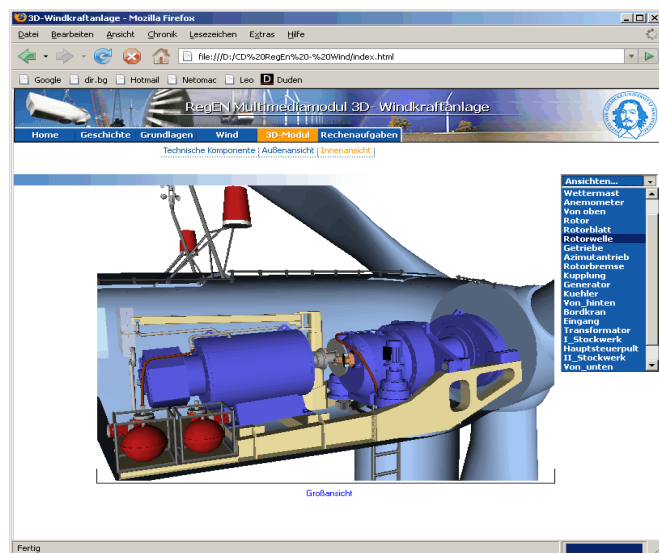 3D-Windkraftanlage - Mozilla Firefox
Datei Bearbeiten Ansicht Chronik Lesezeichen Extras Hilfe
file:///D:/CD%20RegEn%20-%20Wind/index.html
Google dir.bg Hotmail Netomac Leo D Duden
RegEN Multimediamodul 3D- Windkraftanlage
Home Geschichte Grundlagen Wind 3D-Modul Rechenaufgaben
Technische Komponente | Außenansicht | Innenansicht |
Ansichten...
Wettermast
Anemometer
Von oben
Rotor
Rotorblatt
Rotorwelle
Getriebe
Azimutantrieb
Rotorbremse
Kupplung
Generator
Kuehler
Von_hinten
Bordkran
Eingang
Transformator
I_Stockwerk
Hauptsteuerpult
II_Stockwerk
Von_unten
Großansicht
Fertig